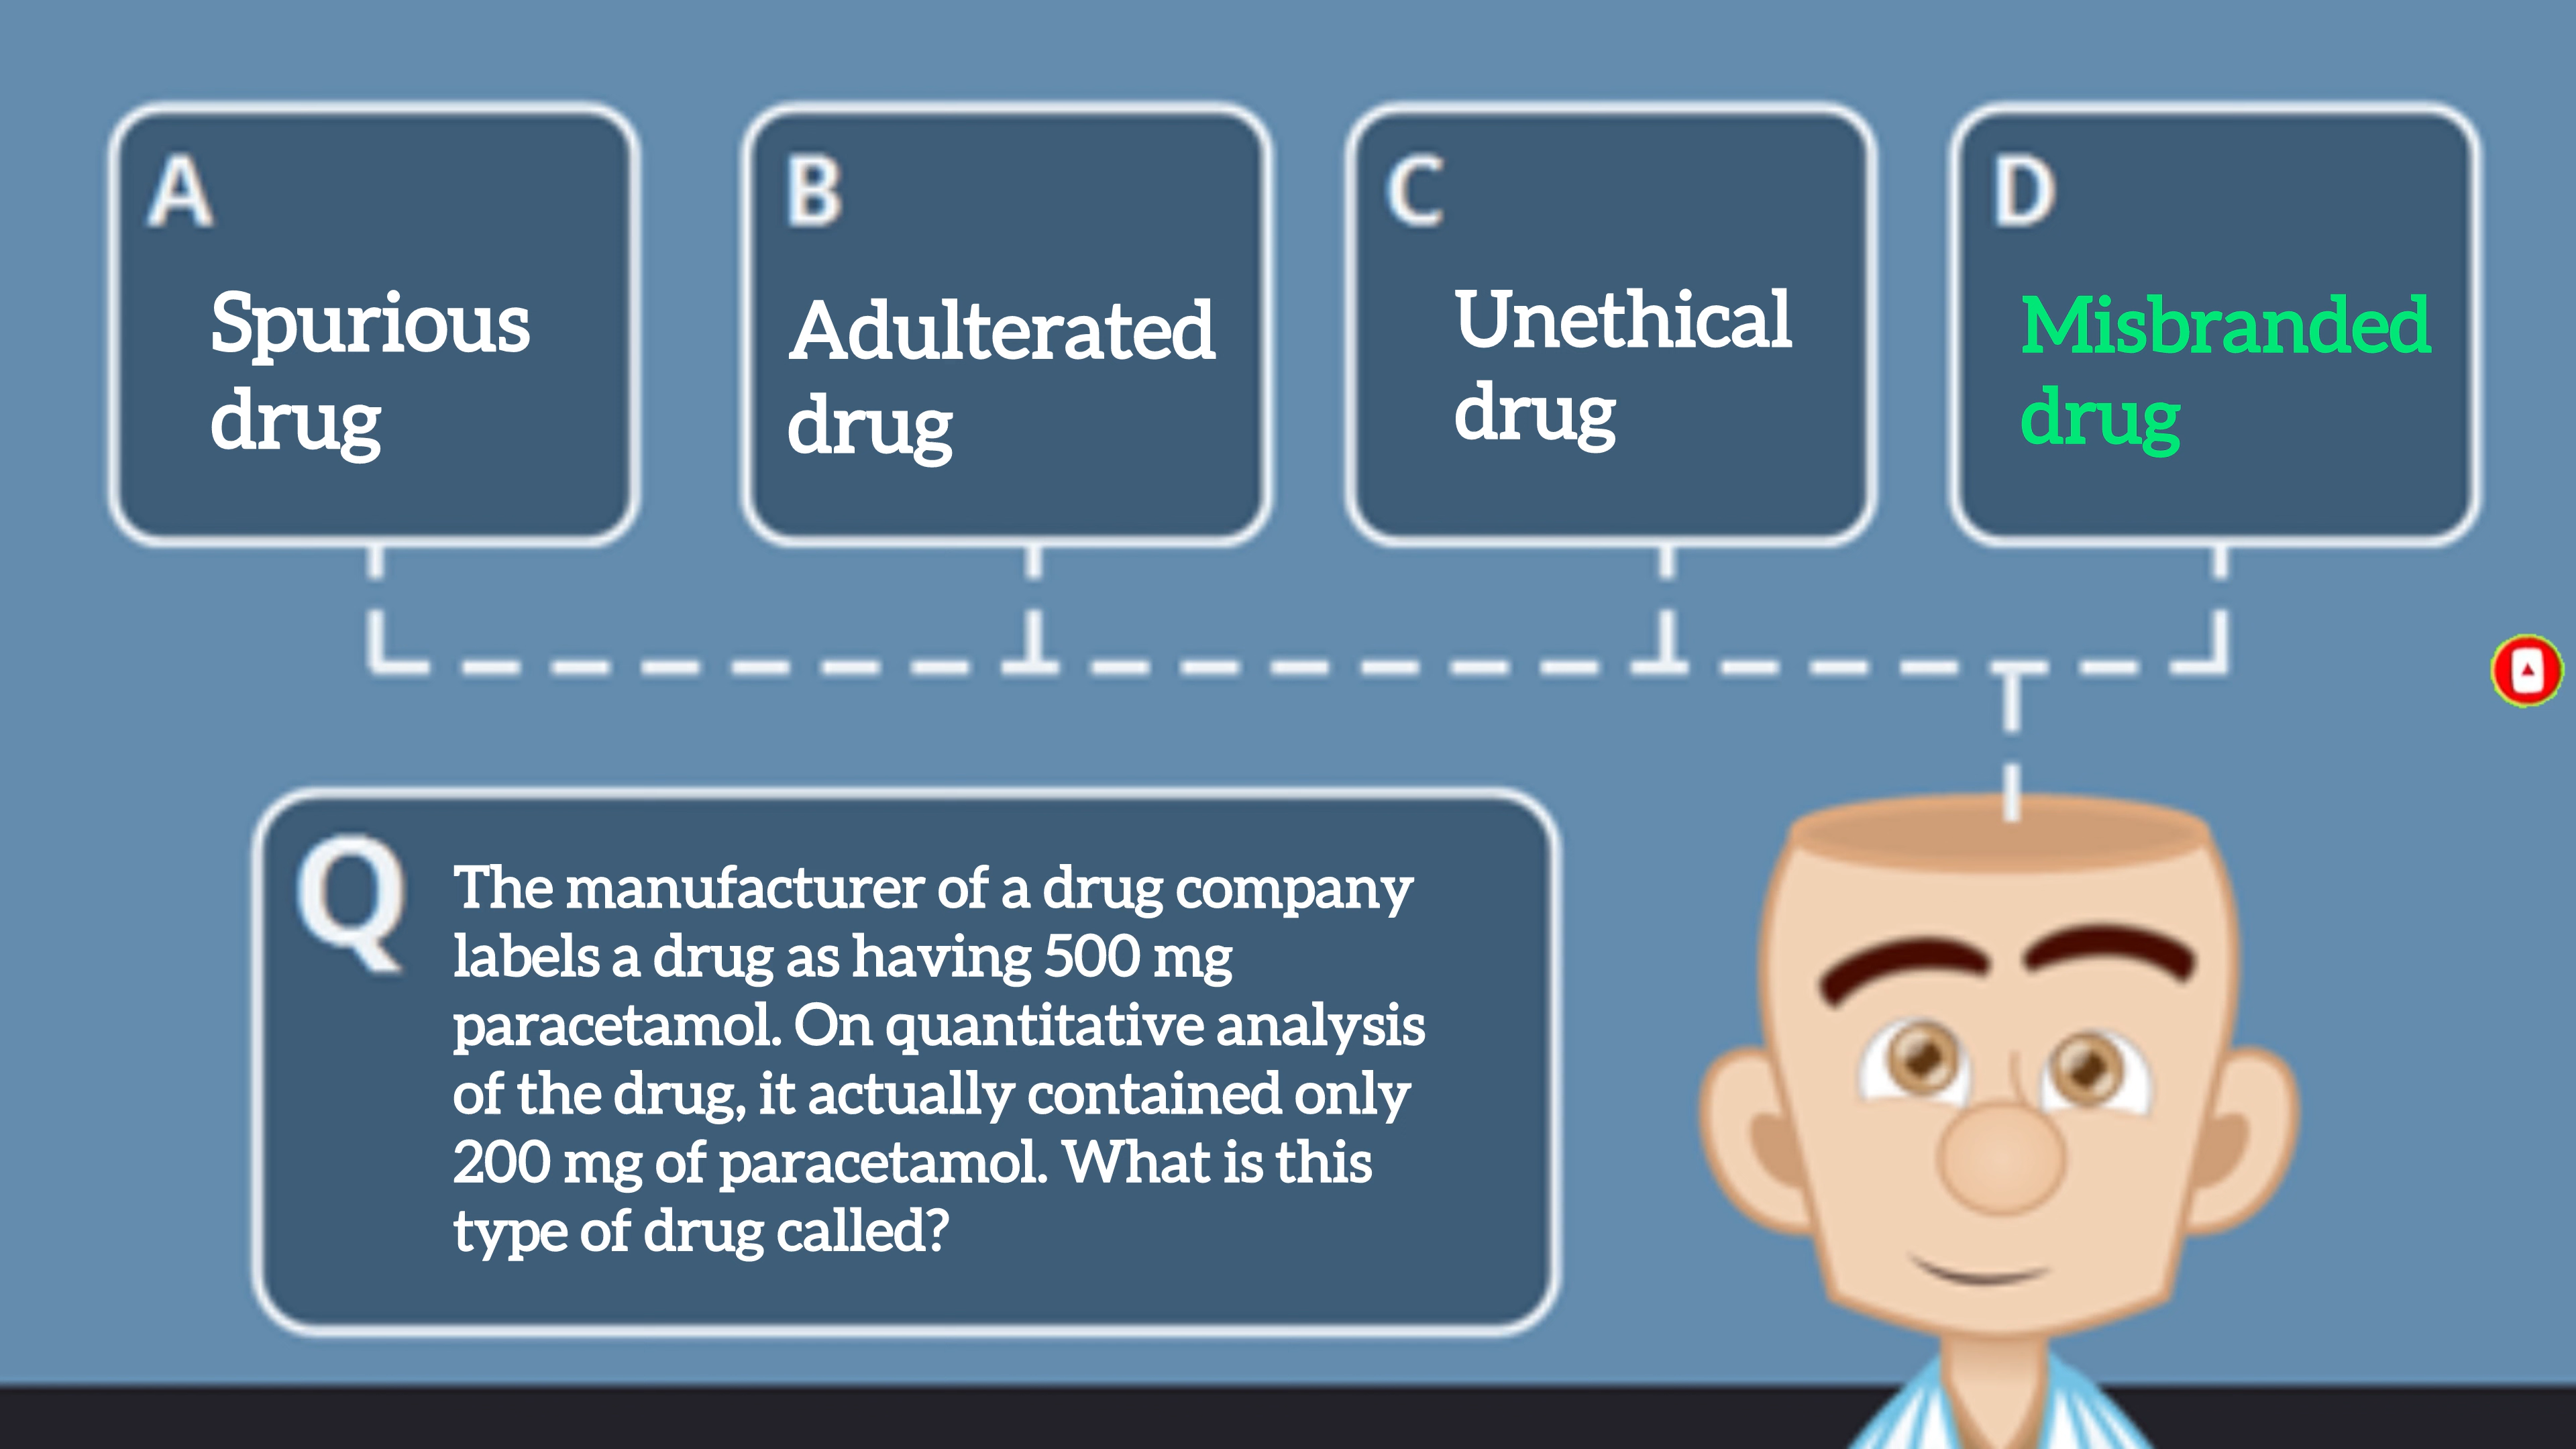 A
Spurious
drug
B
Adulterated
drug
C
Unethical
drug
D
Misbranded
drug
Q
The manufacturer of a drug company
labels a drug as having 500 mg
paracetamol. On quantitative analysis
of the drug, it actually contained only
200 mg of paracetamol. What is this
type of drug called?